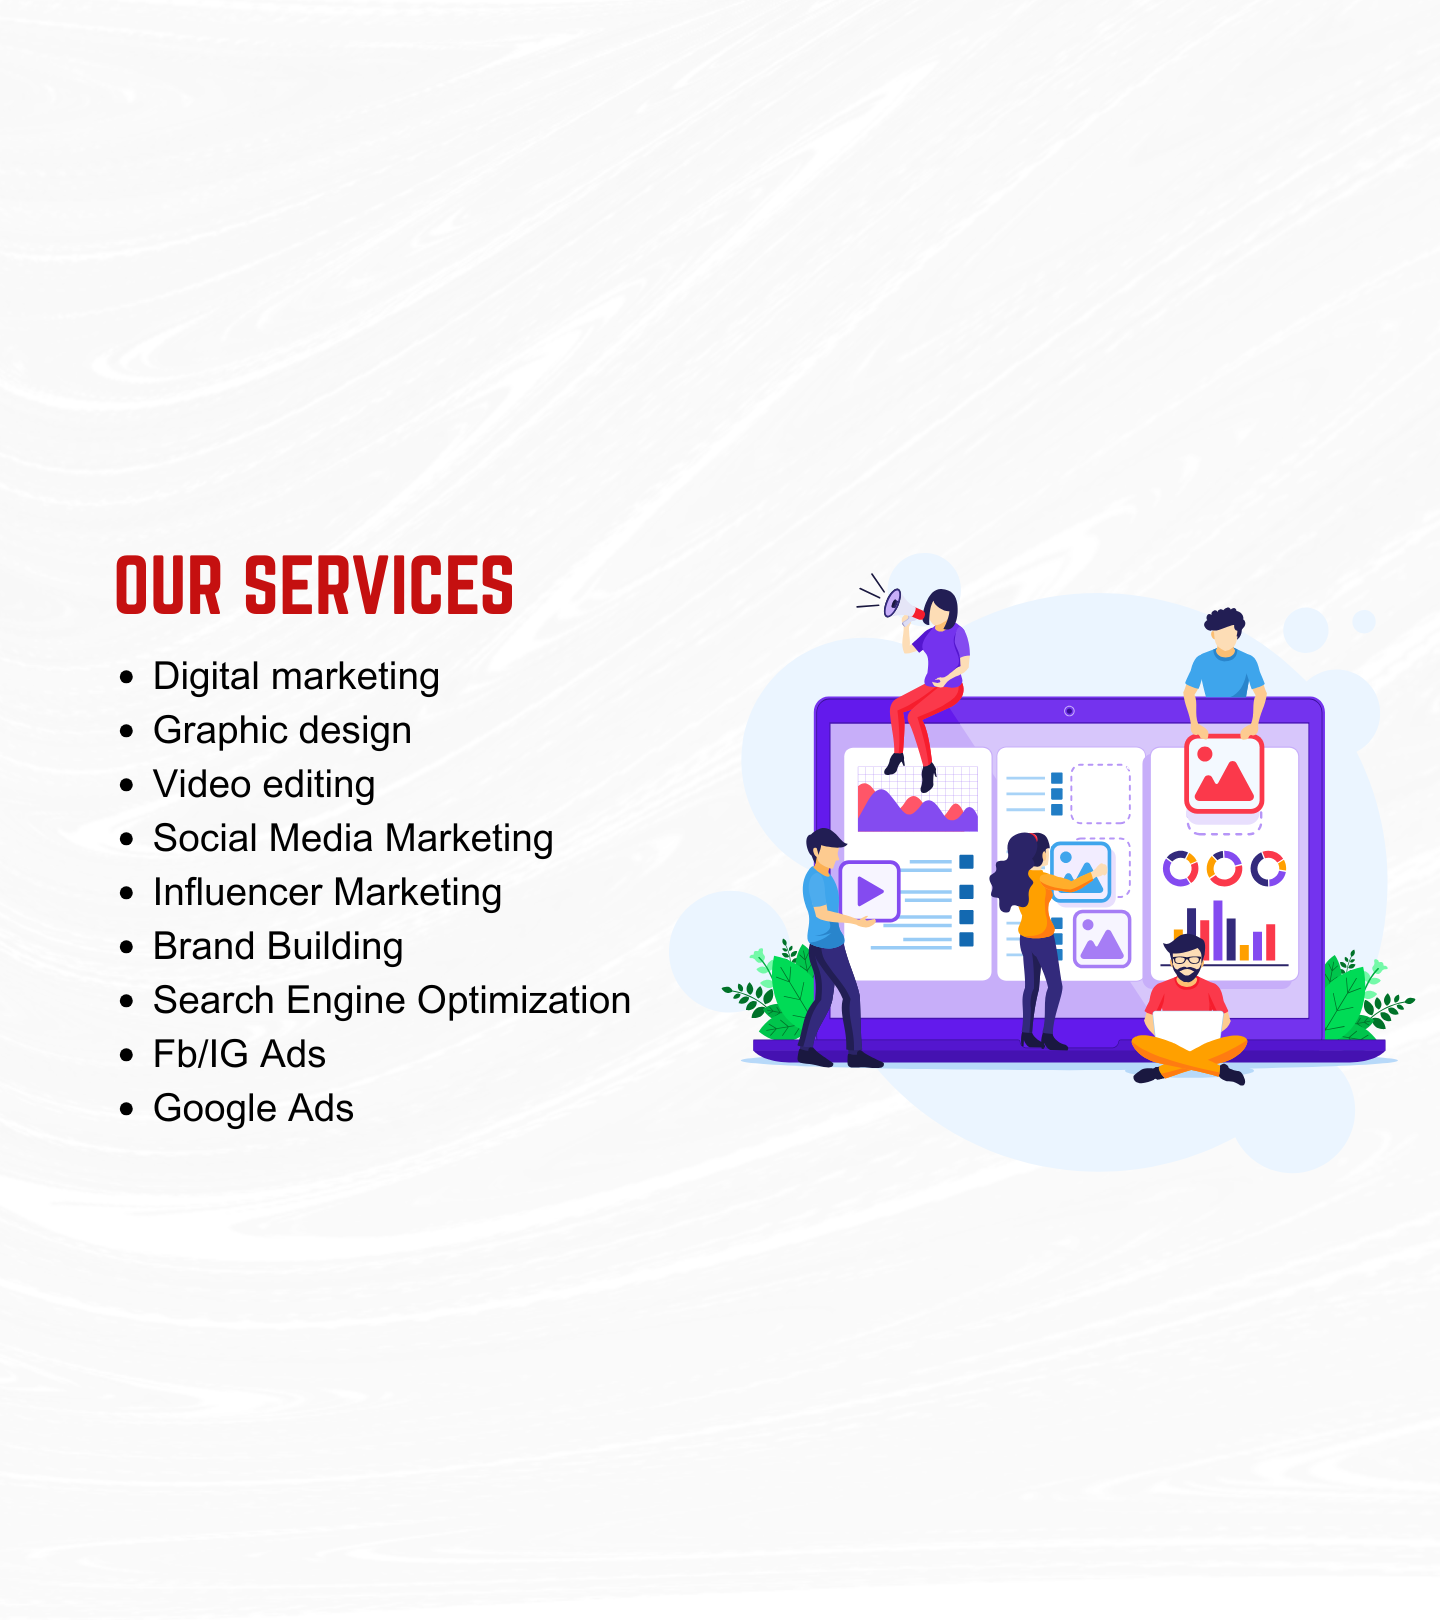 OUR SERVICES
Digital marketing
Graphic design
Video editing
Social Media Marketing
Influencer Marketing
Brand Building
Search Engine Optimization
Fb/IG Ads
Google Ads